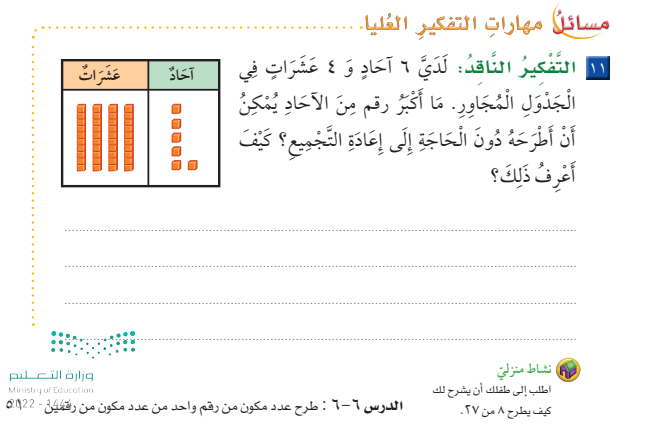 مسائلُ مهاراتِ التفكيرِ العُليا
١١ التَّفْكِيرُ النَّاقِدُ: لَدَيَّ ٦ آحَادٍ وَ ٤ عَشَرَاتٍ فِي
الْجَدْوَلِ الْمُجَاوِرِ. مَا أَكْبَرُ رقم مِنَ الآحَادِ يُمْكِنُ
أَنْ أَطْرَحَهُ دُونَ الْحَاجَةِ إِلَى إِعَادَةِ التَّجْمِيعِ؟ كَيْفَ
أَعْرِفُ ذَلِكَ؟
آحَادٌ عَشَرَاتٌ
نشاط منزليّ
اطلب إلى طفلك أن يشرح لك
كيف يطرح ٨ من ٢٧.
وزارة التعليم
Ministry of Education
2022 - 1444
الدرس ٦-٦ : طرح عدد مكون من رقم واحد من عدد مكون من رقمين